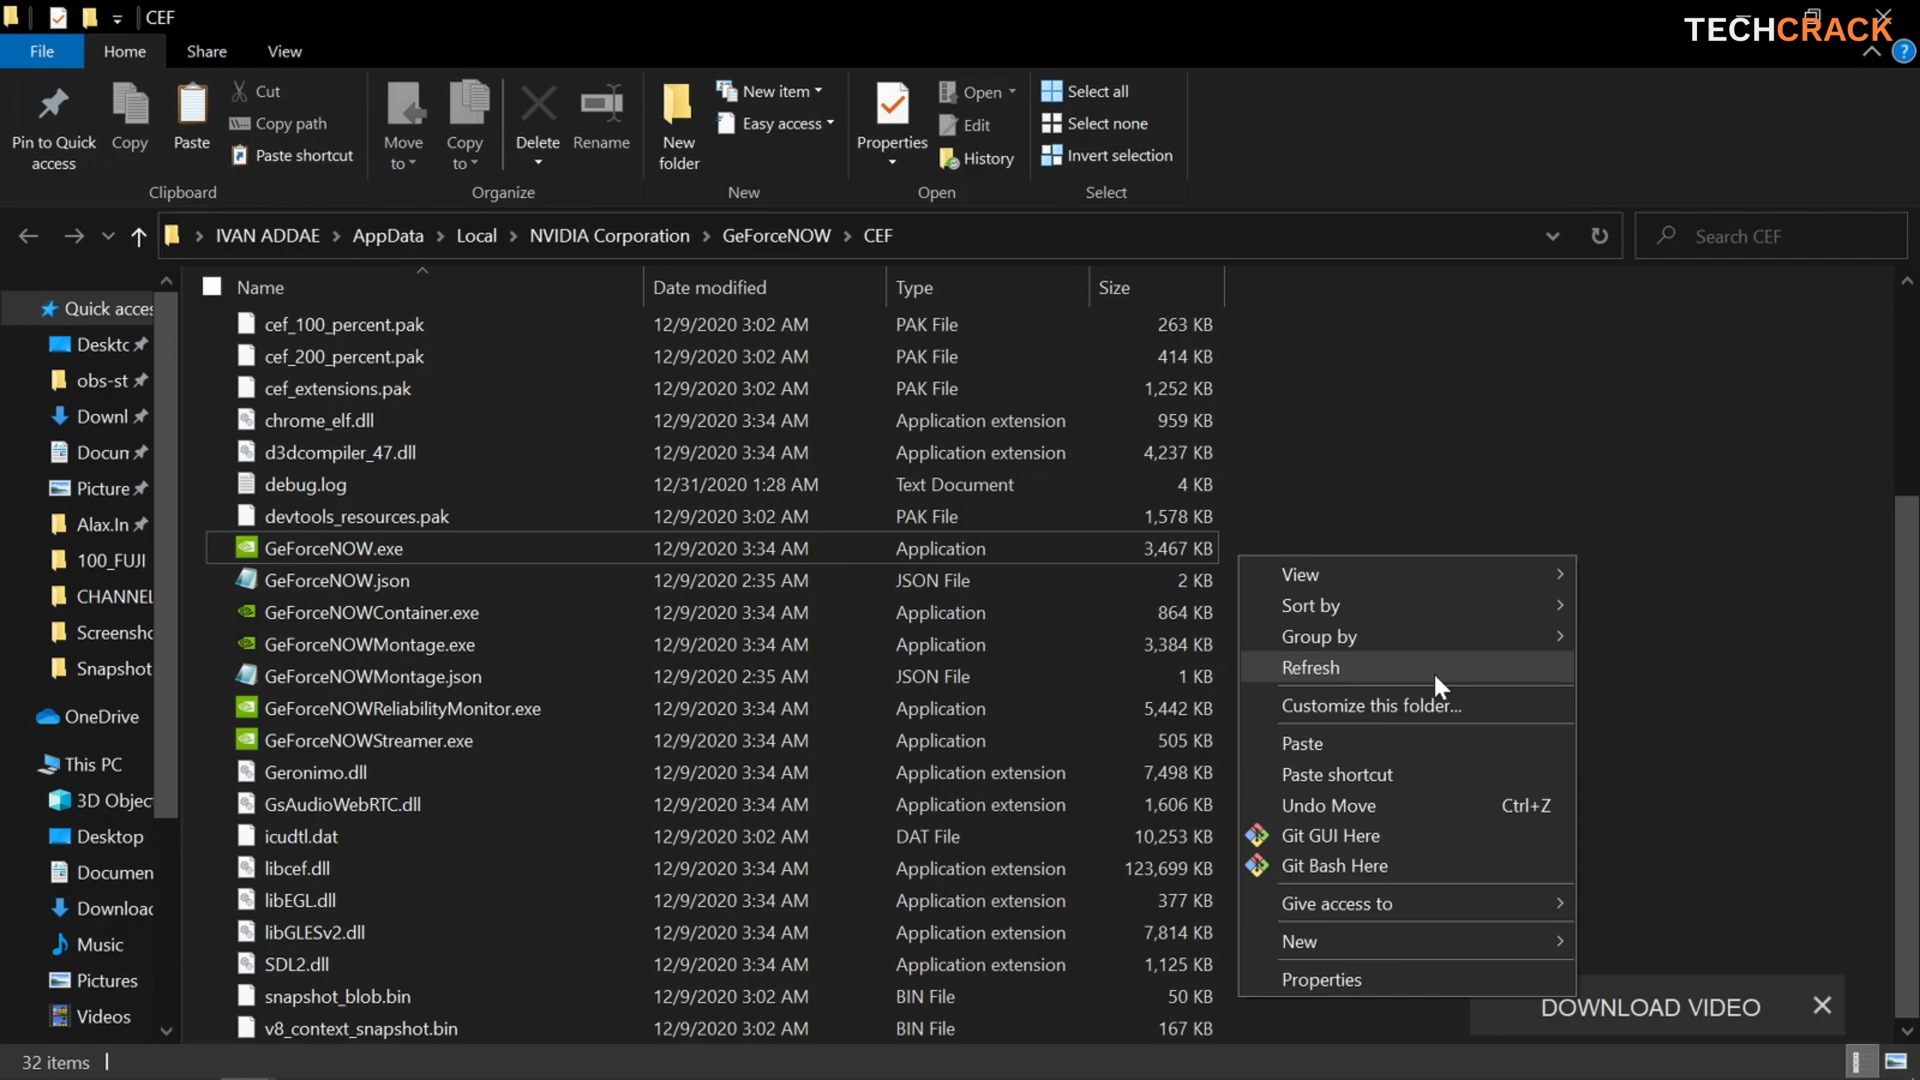 CEF
TECHCRACK
File Home Share View
Pin to Quick access
Copy
Paste
Cut
Copy path
Paste shortcut
Clipboard
Move to
Copy to
Delete
Rename
Organize
New folder
New item
Easy access
New
Properties
Open
Edit
History
Open
Select all
Select none
Invert selection
Select
IVAN ADDAE > AppData > Local > NVIDIA Corporation > GeForceNOW > CEF
Search CEF
Quick acces
Desktc
obs-st
Downl
Docun
Picture
Alax.In
100_FUJI
CHANNEL
Screensho
Snapshot
OneDrive
This PC
3D Objec
Desktop
Documen
Downloac
Music
Pictures
Videos
Name Date modified Type Size
cef_100_percent.pak 12/9/2020 3:02 AM PAK File 263 KB
cef_200_percent.pak 12/9/2020 3:02 AM PAK File 414 KB
cef_extensions.pak 12/9/2020 3:02 AM PAK File 1,252 KB
chrome_elf.dll 12/9/2020 3:34 AM Application extension 959 KB
d3dcompiler_47.dll 12/9/2020 3:34 AM Application extension 4,237 KB
debug.log 12/31/2020 1:28 AM Text Document 4 KB
devtools_resources.pak 12/9/2020 3:02 AM PAK File 1,578 KB
GeForceNOW.exe 12/9/2020 3:34 AM Application 3,467 KB
GeForceNOW.json 12/9/2020 2:35 AM JSON File 2 KB
GeForceNOWContainer.exe 12/9/2020 3:34 AM Application 864 KB
GeForceNOWMontage.exe 12/9/2020 3:34 AM Application 3,384 KB
GeForceNOWMontage.json 12/9/2020 2:35 AM JSON File 1 KB
GeForceNOWReliabilityMonitor.exe 12/9/2020 3:34 AM Application 5,442 KB
GeForceNOWStreamer.exe 12/9/2020 3:34 AM Application 505 KB
Geronimo.dll 12/9/2020 3:34 AM Application extension 7,498 KB
GsAudioWebRTC.dll 12/9/2020 3:34 AM Application extension 1,606 KB
icudtl.dat 12/9/2020 3:02 AM DAT File 10,253 KB
libcef.dll 12/9/2020 3:34 AM Application extension 123,699 KB
libEGL.dll 12/9/2020 3:34 AM Application extension 377 KB
libGLESv2.dll 12/9/2020 3:34 AM Application extension 7,814 KB
SDL2.dll 12/9/2020 3:34 AM Application extension 1,125 KB
snapshot_blob.bin 12/9/2020 3:02 AM BIN File 50 KB
v8_context_snapshot.bin 12/9/2020 3:02 AM BIN File 167 KB
View
Sort by
Group by
Refresh
Customize this folder...
Paste
Paste shortcut
Undo Move Ctrl+Z
Git GUI Here
Git Bash Here
Give access to
New
Properties
DOWNLOAD VIDEO
32 items